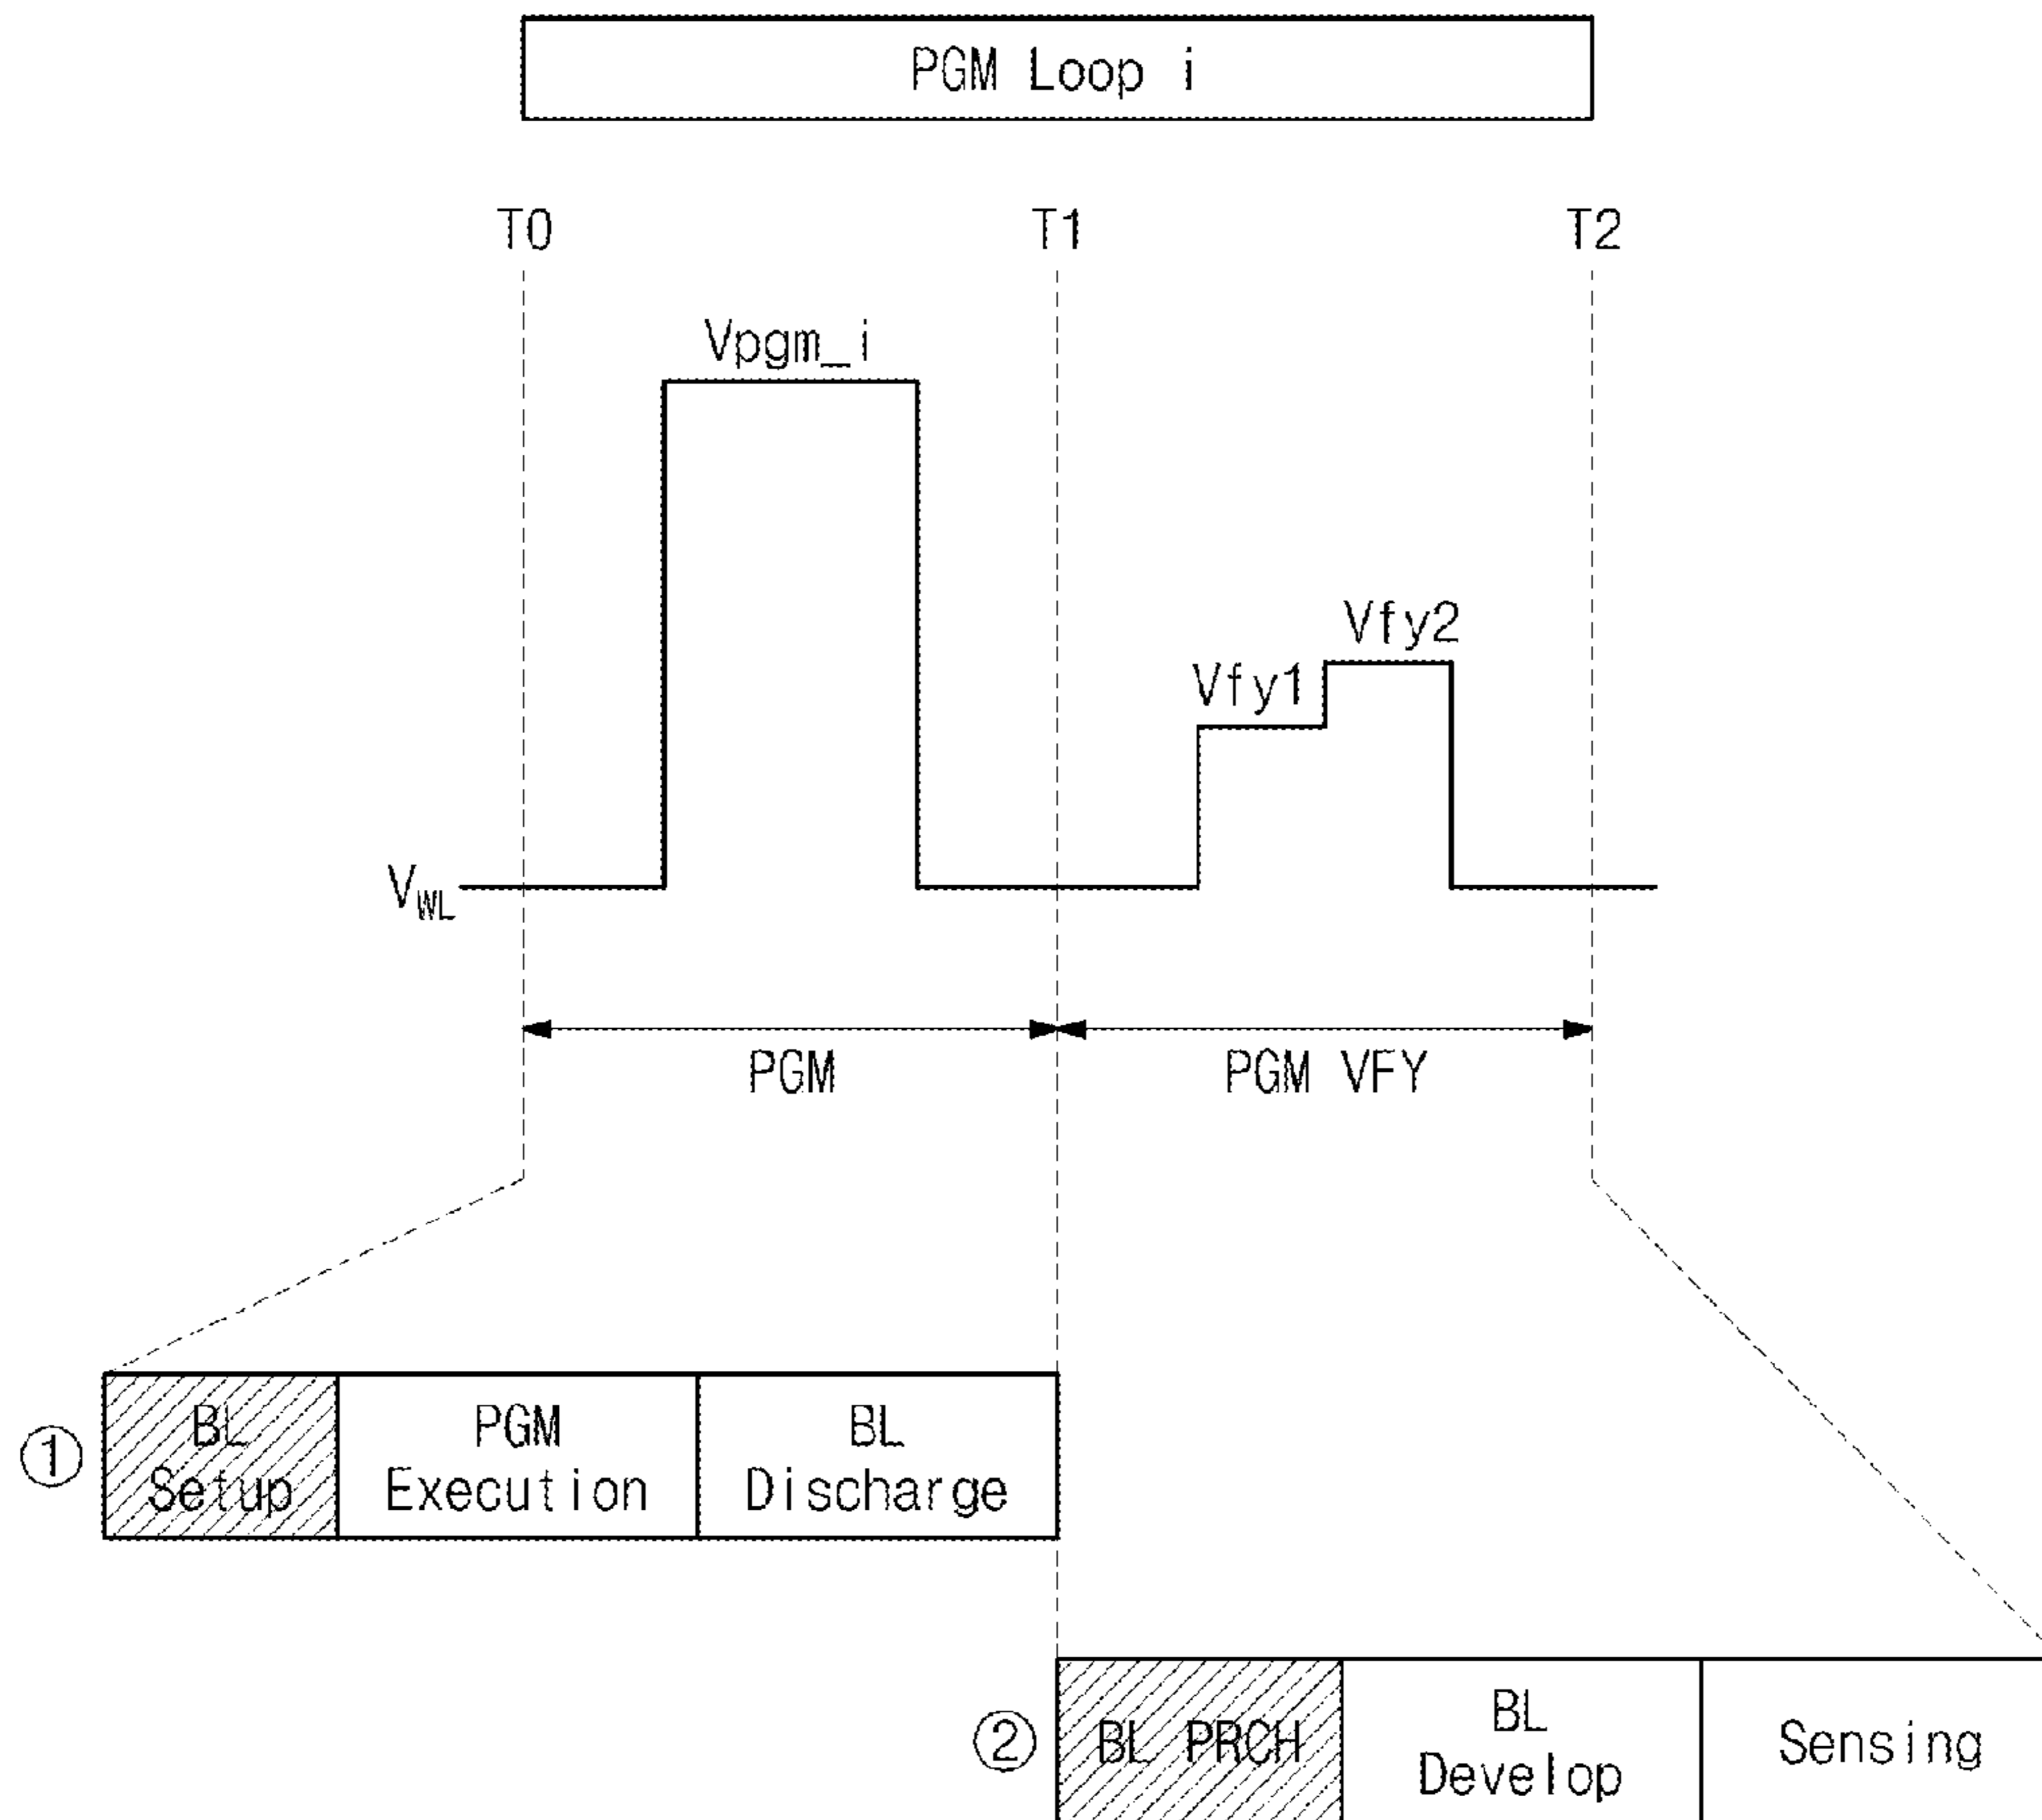 PGM Loop i
T0
T1
T2
Vpgm_i
Vfy2
Vfy1
VWL
PGM
PGM VFY
①
BL
Setup
PGM
Execution
BL
Discharge
②
BL PRCH
BL
Develop
Sensing